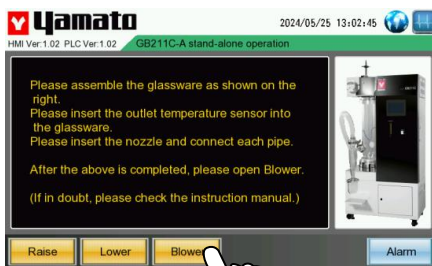 Yamato
2024/05/25 13:02:45
HMI Ver:1.02 PLC Ver:1.02
GB211C-A stand-alone operation
Please assemble the glassware as shown on the
right.
Please insert the outlet temperature sensor into
the glassware.
Please insert the nozzle and connect each pipe.
After the above is completed, please open Blower.
(If in doubt, please check the instruction manual.)
Raise
Lower
Blower
Alarm